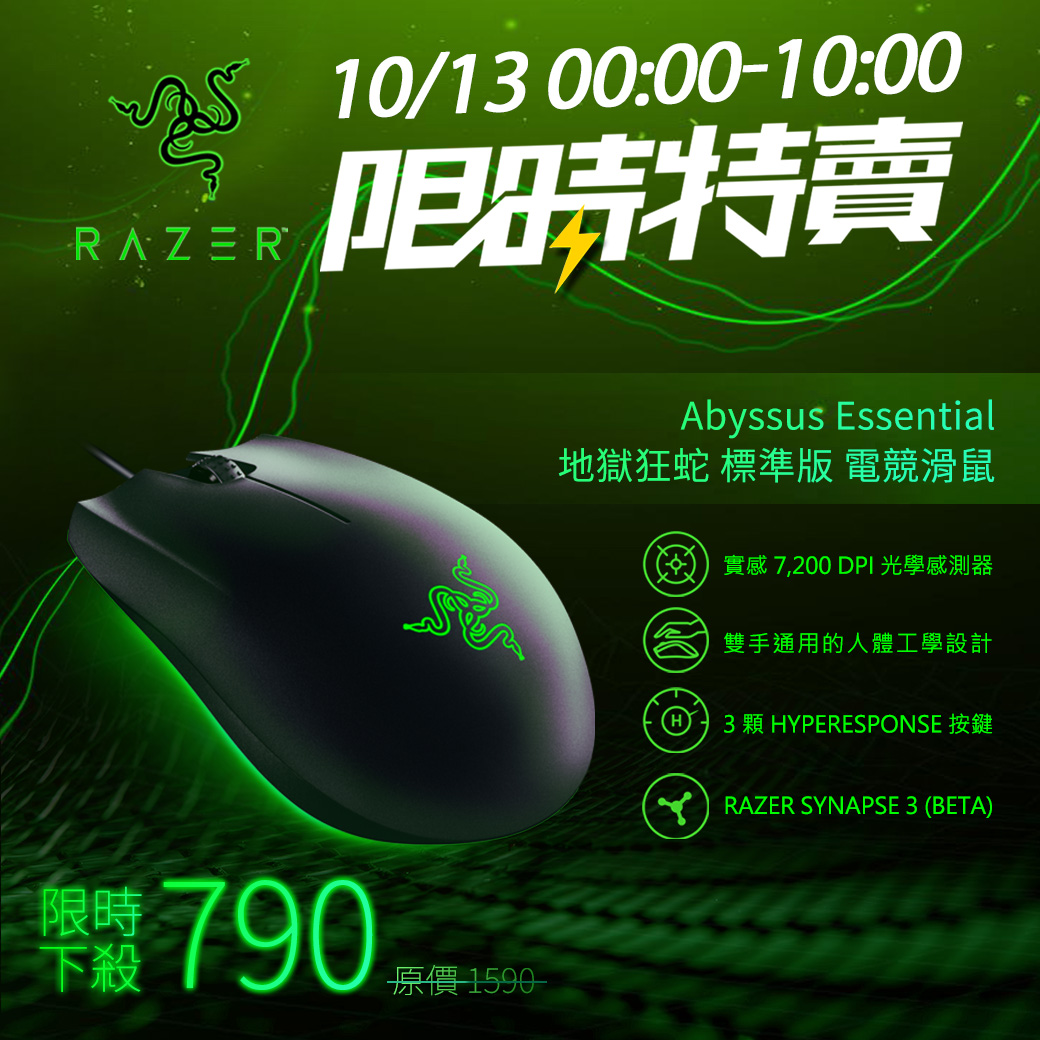 10/13 00:00-10:00
限時特賣
RAZER™
Abyssus Essential
地獄狂蛇 標準版 電競滑鼠
實感 7,200 DPI 光學感測器
雙手通用的人體工學設計
H
3 顆 HYPERESPONSE 按鍵
RAZER SYNAPSE 3 (BETA)
限時
下殺
790
原價 1590